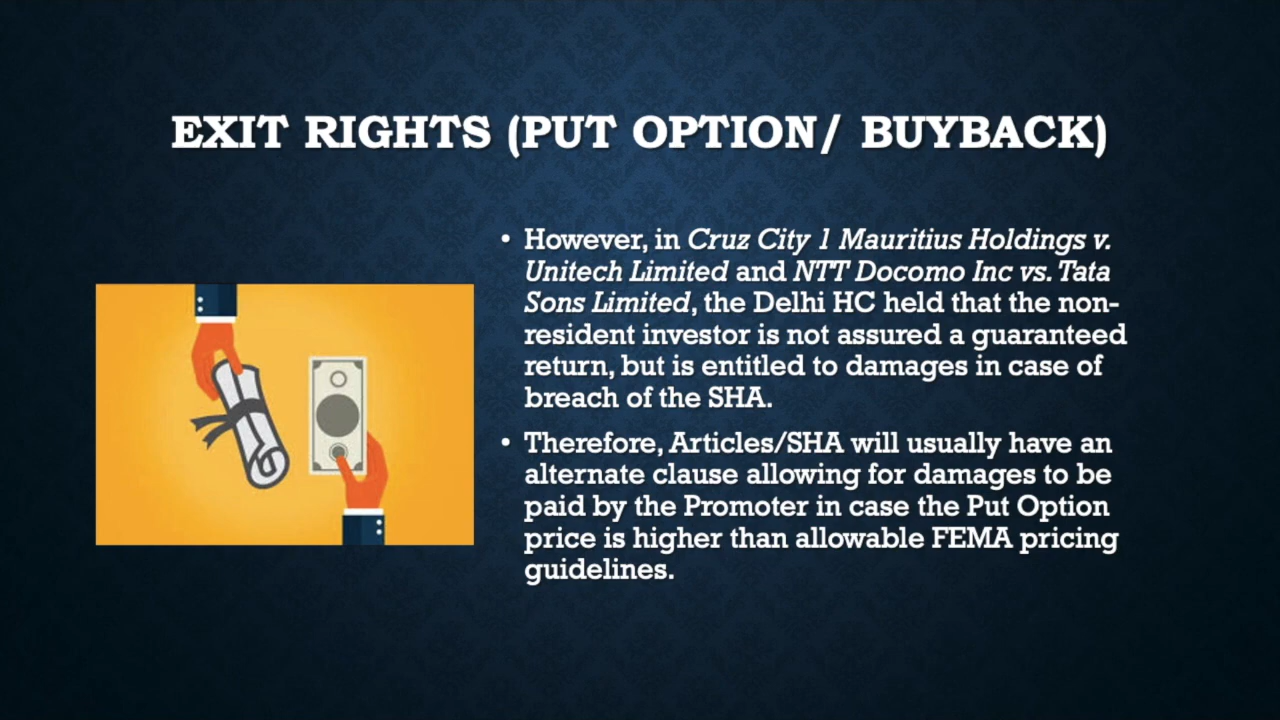 EXIT RIGHTS (PUT OPTION/ BUYBACK)
• However, in Cruz City 1 Mauritius Holdings v.
Unitech Limited and NTT Docomo Inc vs. Tata
Sons Limited, the Delhi HC held that the non-
resident investor is not assured a guaranteed
return, but is entitled to damages in case of
breach of the SHA.
• Therefore, Articles/SHA will usually have an
alternate clause allowing for damages to be
paid by the Promoter in case the Put Option
price is higher than allowable FEMA pricing
guidelines.